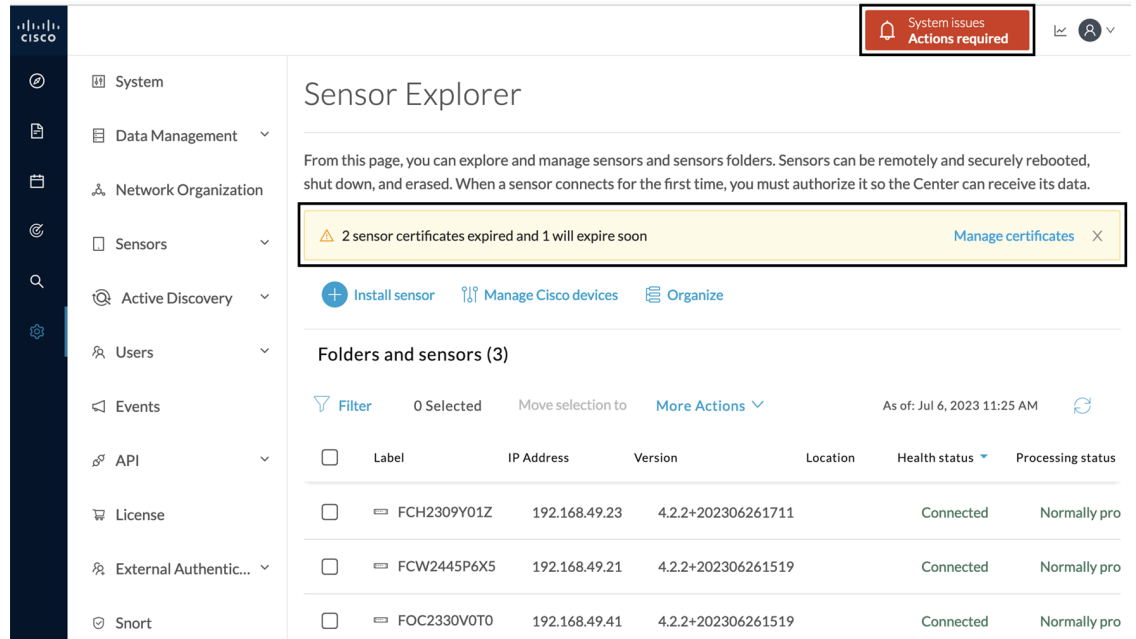 CISCO
System issues
Actions required
System
Data Management
Network Organization
Sensors
Active Discovery
Users
Events
API
License
External Authentic...
Snort
Sensor Explorer
From this page, you can explore and manage sensors and sensors folders. Sensors can be remotely and securely rebooted,
shut down, and erased. When a sensor connects for the first time, you must authorize it so the Center can receive its data.
2 sensor certificates expired and 1 will expire soon Manage certificates
Install sensor Manage Cisco devices Organize
Folders and sensors (3)
Filter 0 Selected Move selection to More Actions As of: Jul 6, 2023 11:25 AM
Label IP Address Version Location Health status Processing status
FCH2309Y01Z 192.168.49.23 4.2.2+202306261711 Connected Normally pro
FCW2445P6X5 192.168.49.21 4.2.2+202306261519 Connected Normally pro
FOC2330V0T0 192.168.49.41 4.2.2+202306261519 Connected Normally pro